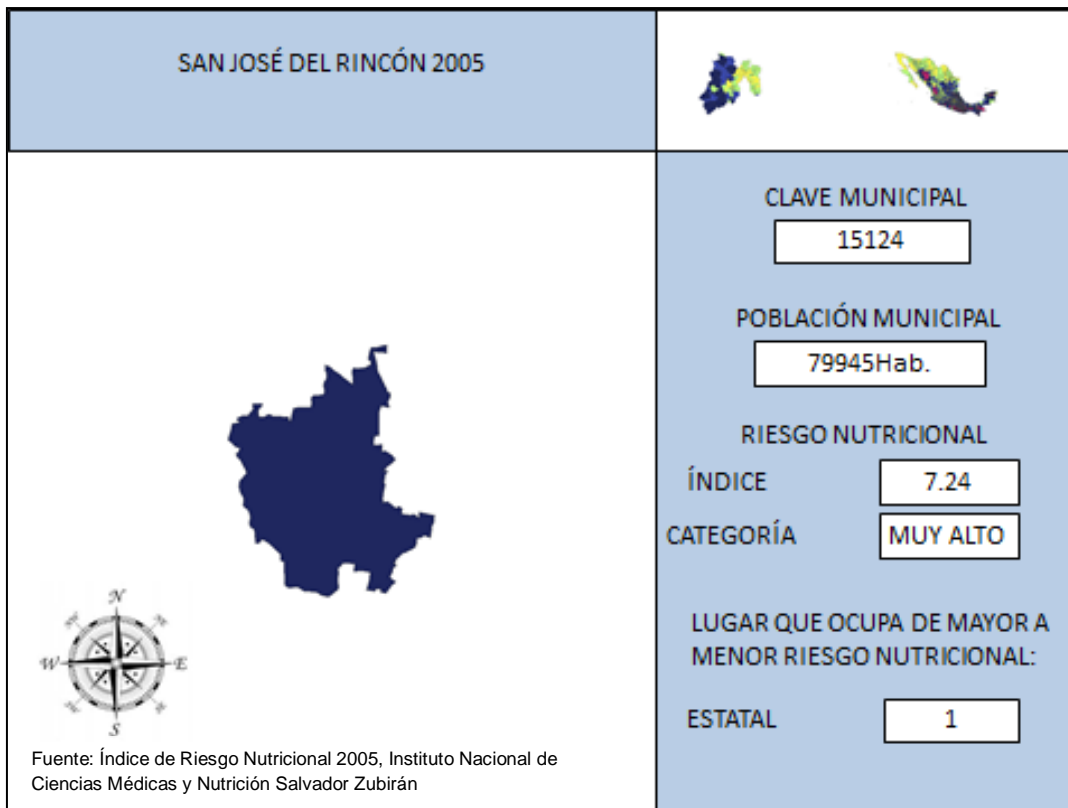 SAN JOSÉ DEL RINCÓN 2005
CLAVE MUNICIPAL
15124
POBLACIÓN MUNICIPAL
79945Hab.
RIESGO NUTRICIONAL
ÍNDICE 7.24
CATEGORÍA MUY ALTO
LUGAR QUE OCUPA DE MAYOR A
MENOR RIESGO NUTRICIONAL:
ESTATAL 1
N
W E
S
Fuente: Índice de Riesgo Nutricional 2005, Instituto Nacional de
Ciencias Médicas y Nutrición Salvador Zubirán